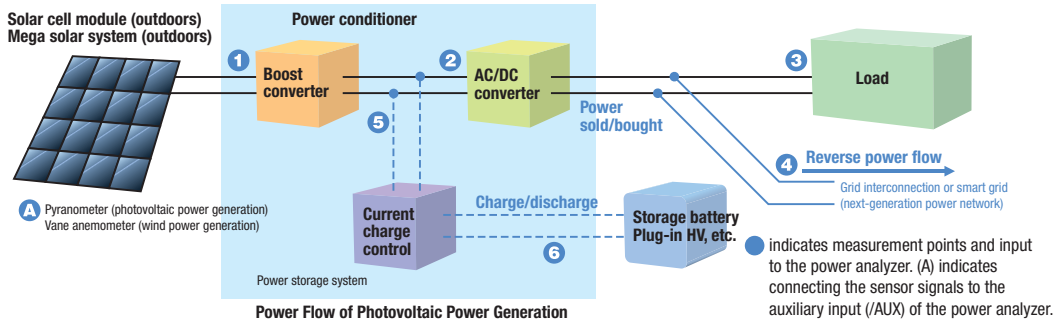 Solar cell module (outdoors)
Mega solar system (outdoors)
Power conditioner
1
Boost
converter
2
AC/DC
converter
3
Load
5
Power
sold/bought
4
Reverse power flow
Grid interconnection or smart grid
(next-generation power network)
A
Pyranometer (photovoltaic power generation)
Vane anemometer (wind power generation)
Current
charge
control
Charge/discharge
6
Storage battery
Plug-in HV, etc.
Power storage system
indicates measurement points and input
to the power analyzer. (A) indicates
connecting the sensor signals to the
auxiliary input (/AUX) of the power analyzer.
Power Flow of Photovoltaic Power Generation